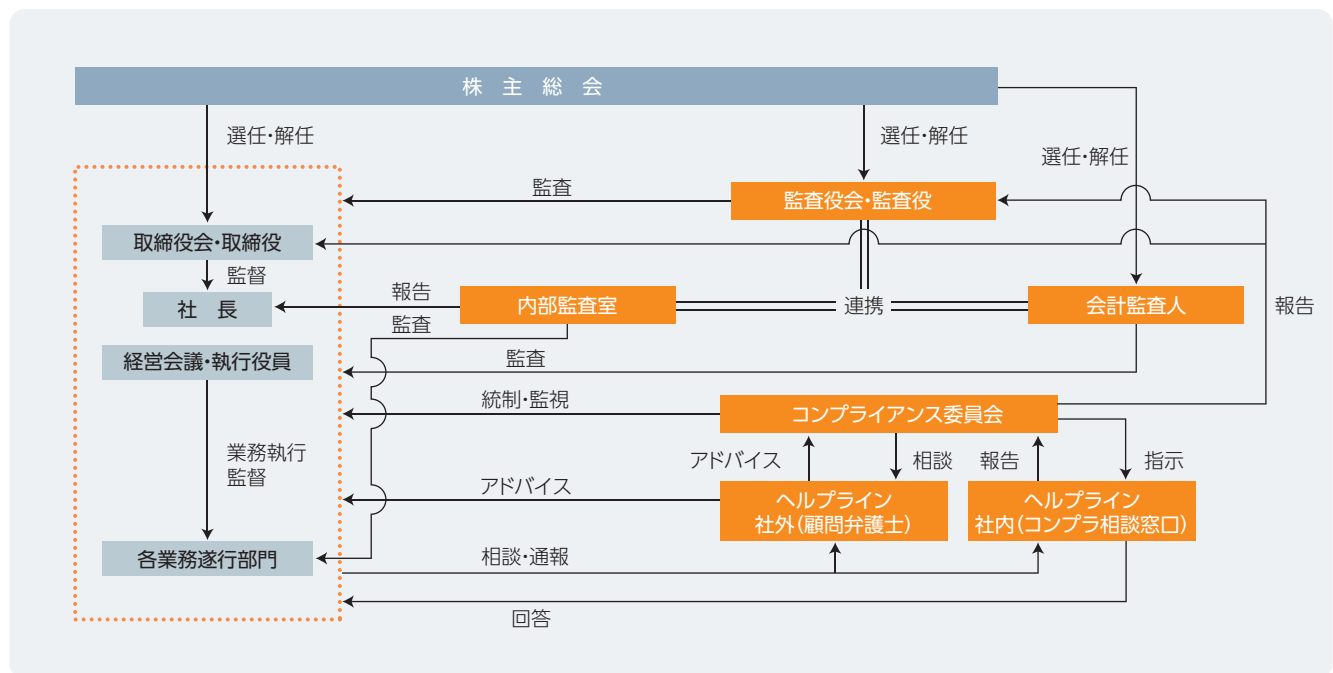 株 主 総 会
選任・解任
選任・解任
選任・解任
監査
監査役会・監査役
取締役会・取締役
監督
社 長
報告
内部監査室
連携
会計監査人
報告
監査
経営会議・執行役員
監査
統制・監視
コンプライアンス委員会
業務執行
監督
アドバイス
相談
報告
指示
アドバイス
ヘルプライン
社外(顧問弁護士)
ヘルプライン
社内(コンプラ相談窓口)
各業務遂行部門
相談・通報
回答